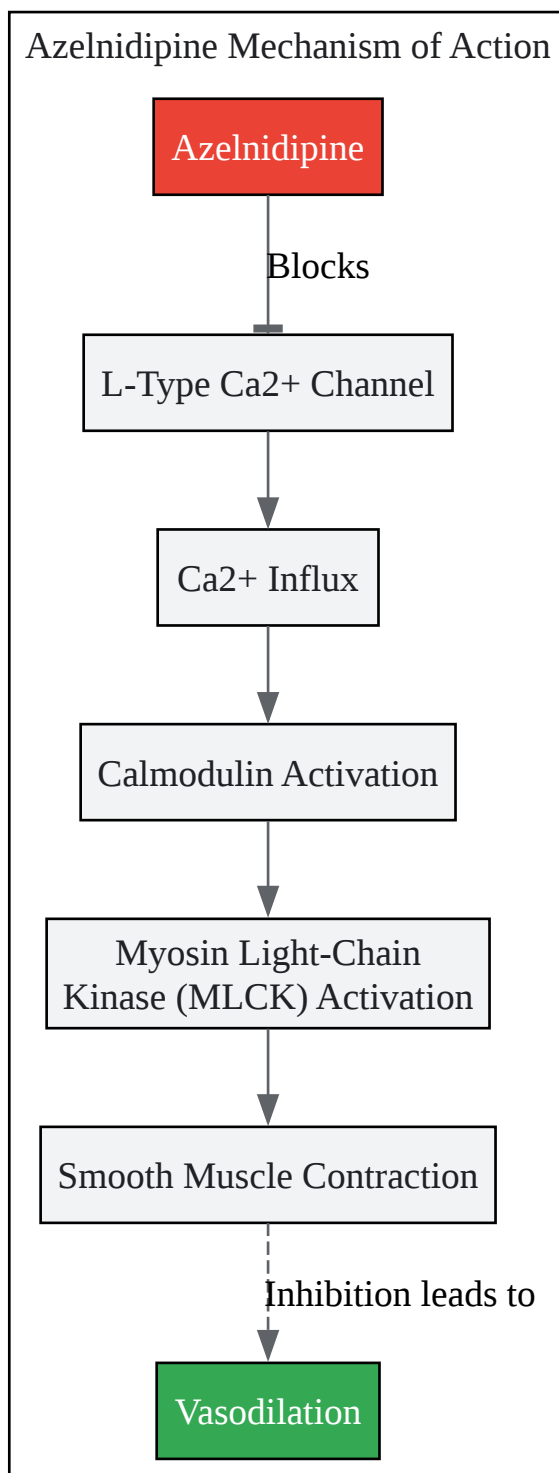 Azelnidipine Mechanism of Action
Azelnidipine
Blocks
L-Type Ca2+ Channel
Ca2+ Influx
Calmodulin Activation
Myosin Light-Chain
Kinase (MLCK) Activation
Smooth Muscle Contraction
Inhibition leads to
Vasodilation